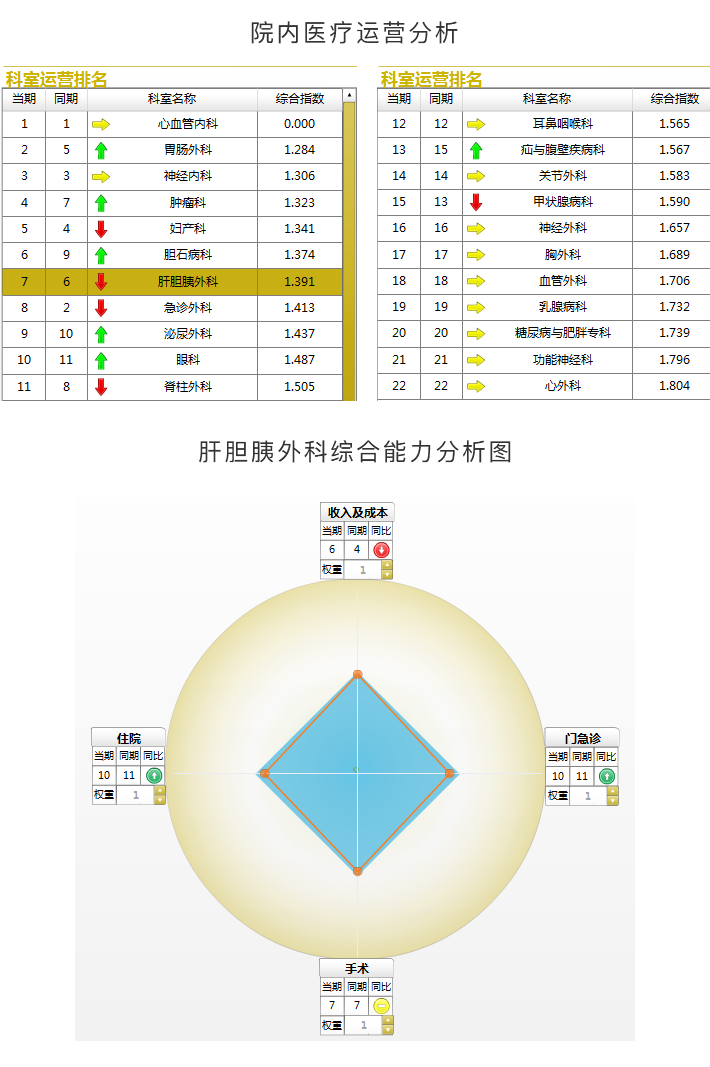 院内医疗运营分析
科室运营排名
当期 同期 科室名称 综合指数
1 1 心血管内科 0.000
2 5 胃肠外科 1.284
3 3 神经内科 1.306
4 7 肿瘤科 1.323
5 4 妇产科 1.341
6 9 胆石病科 1.374
7 6 肝胆胰外科 1.391
8 2 急诊外科 1.413
9 10 泌尿外科 1.437
10 11 眼科 1.487
11 8 脊柱外科 1.505
科室运营排名
当期 同期 科室名称 综合指数
12 12 耳鼻咽喉科 1.565
13 15 疝与腹壁疾病科 1.567
14 14 关节外科 1.583
15 13 甲状腺病科 1.590
16 16 神经外科 1.657
17 17 胸外科 1.689
18 18 血管外科 1.706
19 19 乳腺病科 1.732
20 20 糖尿病与肥胖专科 1.739
21 21 功能神经科 1.796
22 22 心外科 1.804
肝胆胰外科综合能力分析图
收入及成本
当期 同期 同比
6 4
权重 1
住院
当期 同期 同比
10 11
权重 1
门急诊
当期 同期 同比
10 11
权重 1
手术
当期 同期 同比
7 7
权重 1